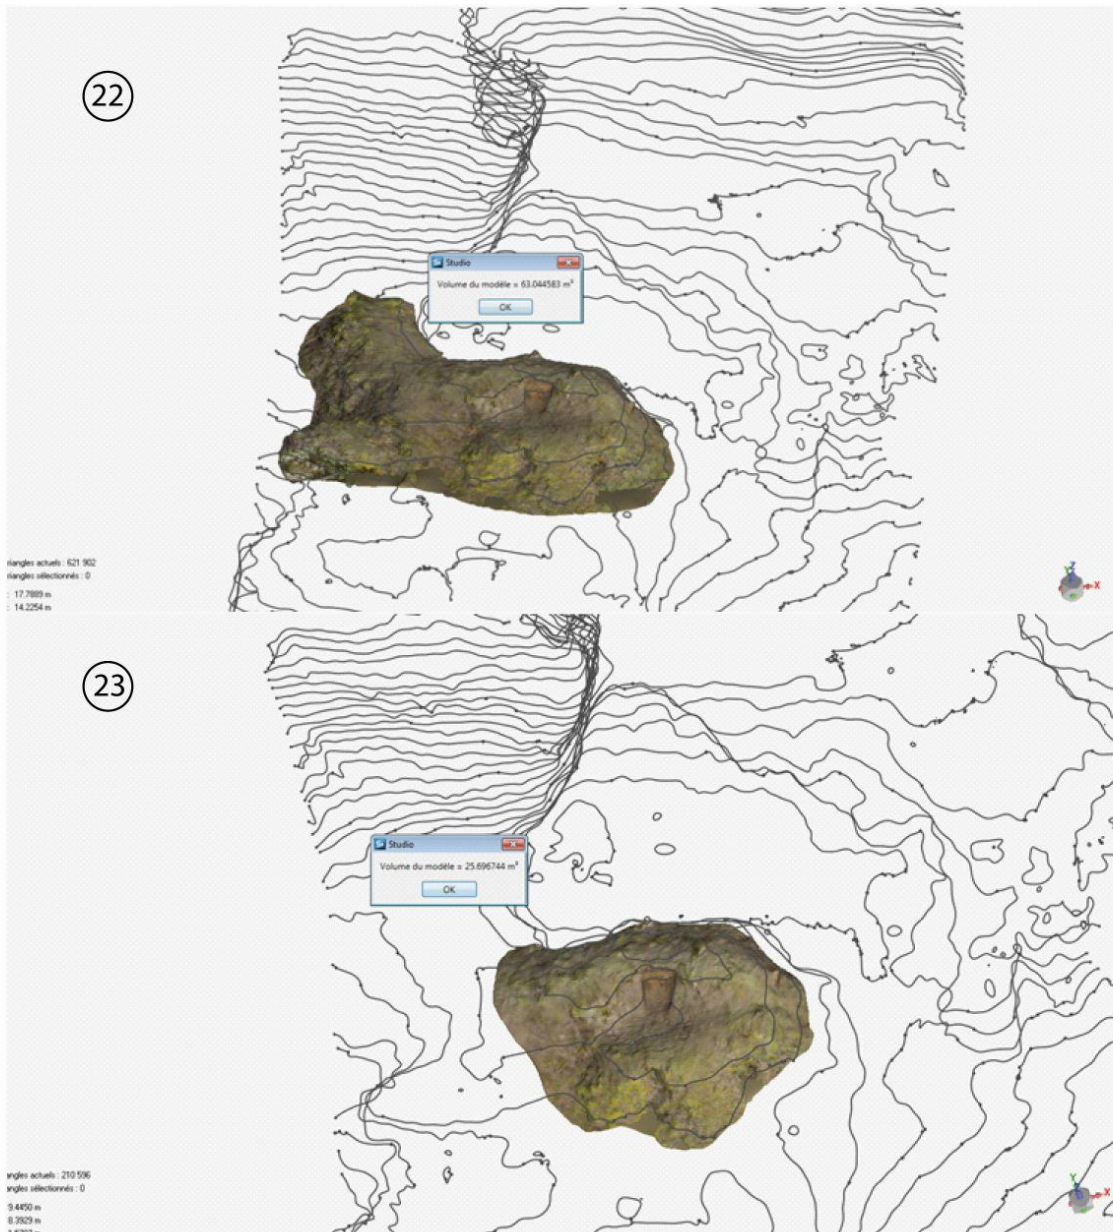 22
Studio
Volume du modèle = 63.044583 m³
OK
riangles actuels : 621 902
riangles sélectionnés : 0
: 17.7889 m
: 14.2254 m
Z
Y
X
23
Studio
Volume du modèle = 25.696744 m³
OK
angles actuels : 210 596
angles sélectionnés : 0
9.4450 m
8.3929 m
Y
X